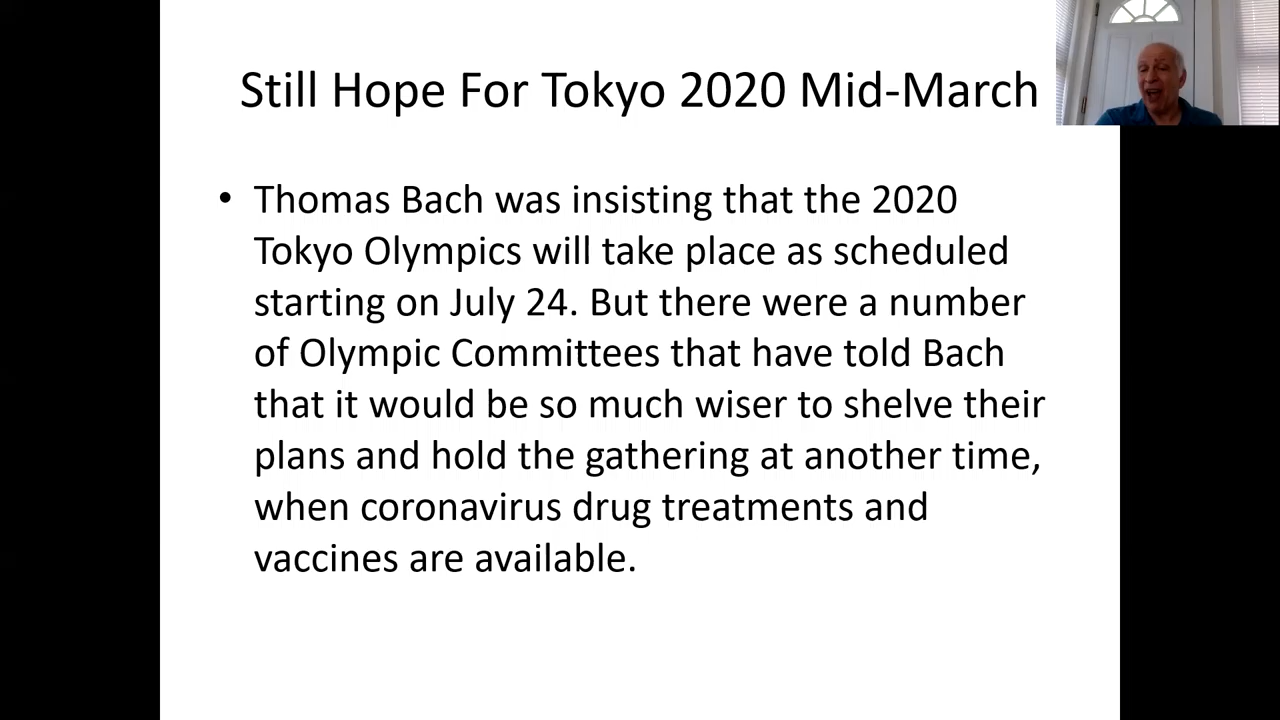 Still Hope For Tokyo 2020 Mid-March
• Thomas Bach was insisting that the 2020
Tokyo Olympics will take place as scheduled
starting on July 24. But there were a number
of Olympic Committees that have told Bach
that it would be so much wiser to shelve their
plans and hold the gathering at another time,
when coronavirus drug treatments and
vaccines are available.